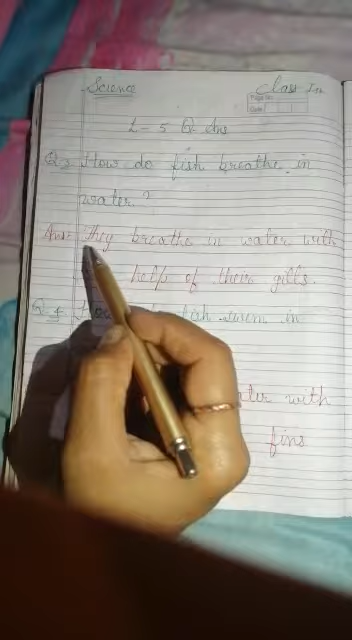 Science Class In
Page No.
Date
L-5 Q Ans
Q3 How do fish breathe in
water?
Ans: They breathe in water with
help of their gills.
Q4 fish swim in
with
fins